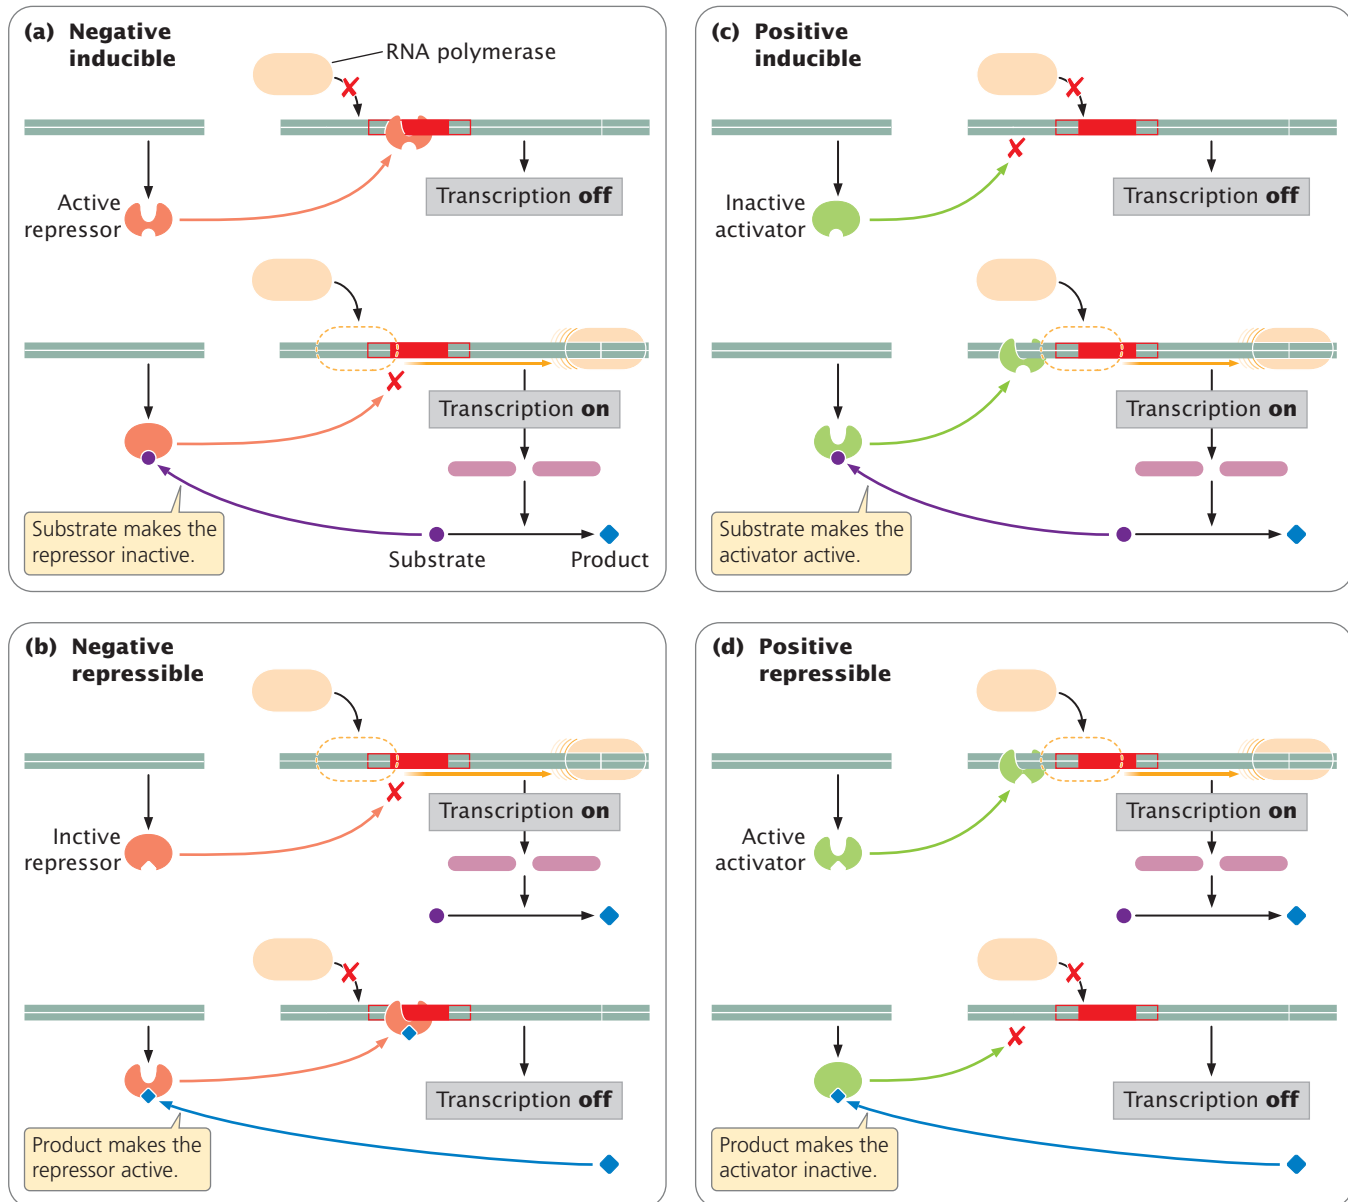 (a) Negative
inducible
RNA polymerase
Active
repressor
Transcription off
Transcription on
Substrate makes the
repressor inactive.
Substrate
Product
(c) Positive
inducible
Inactive
activator
Transcription off
Transcription on
Substrate makes the
activator active.
(b) Negative
repressible
Inctive
repressor
Transcription on
Transcription off
Product makes the
repressor active.
(d) Positive
repressible
Active
activator
Transcription on
Transcription off
Product makes the
activator inactive.